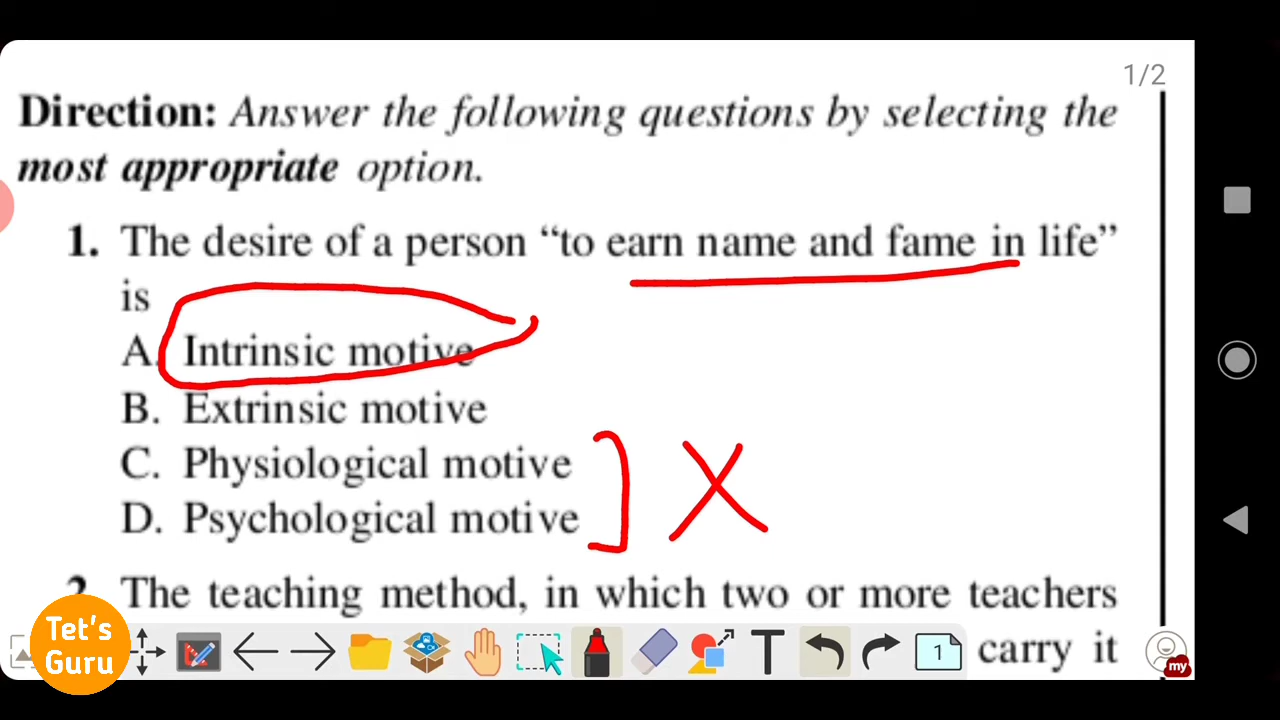 1/2
Direction: Answer the following questions by selecting the
most appropriate option.
1. The desire of a person “to earn name and fame in life”
is
A. Intrinsic motive
B. Extrinsic motive
C. Physiological motive
D. Psychological motive
X
2. The teaching method, in which two or more teachers
carry it
Tet's
Guru
T
1
my